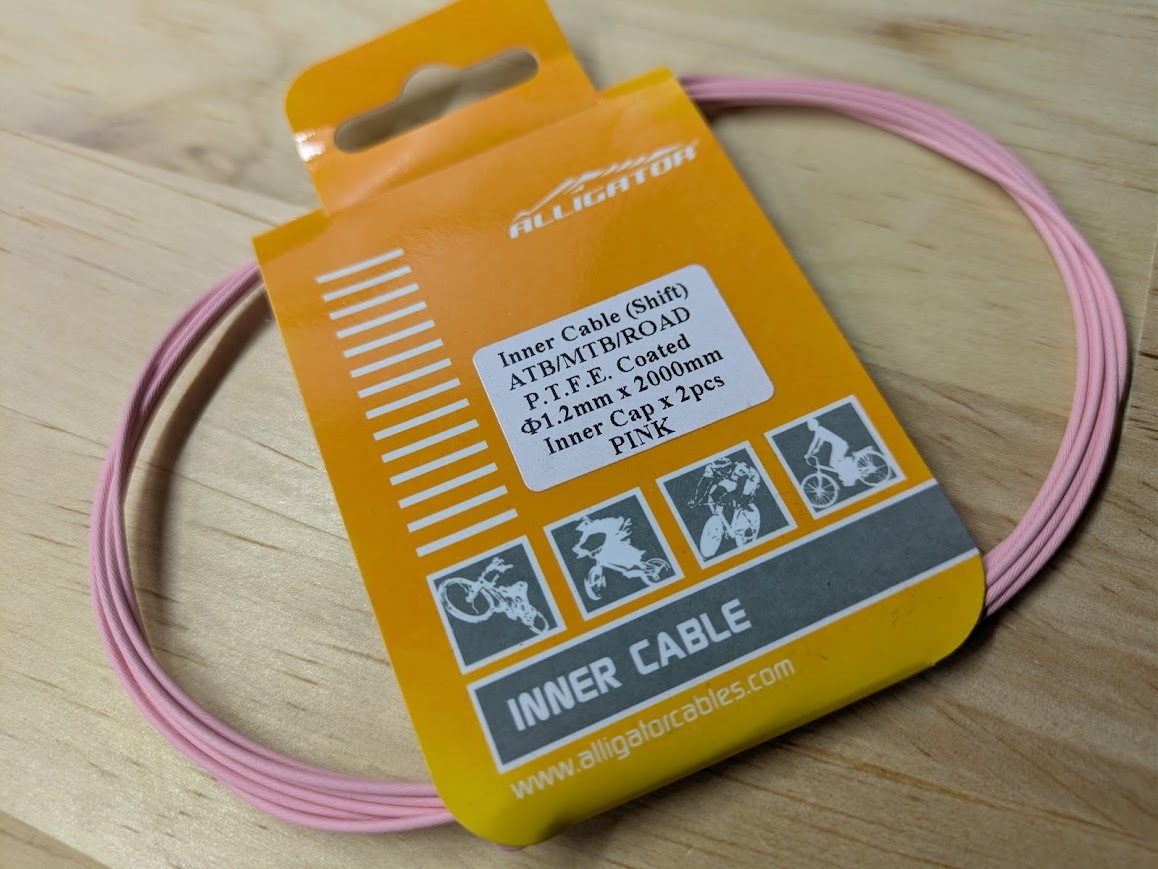 ALLIGATOR
Inner Cable (Shift)
ATB/MTB/ROAD
P.T.F.E. Coated
Φ1.2mm x 2000mm
Inner Cap x 2pcs
PINK
INNER CABLE
www.alligatorcables.com